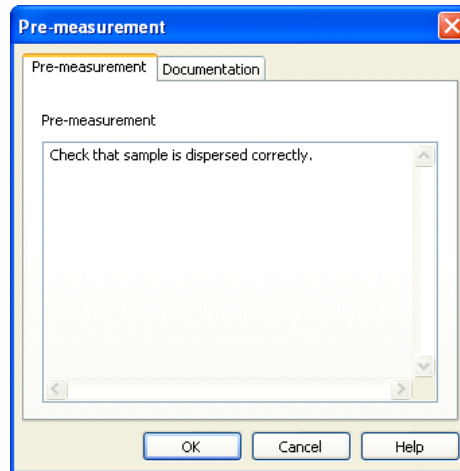 Pre-measurement
Pre-measurement Documentation
Pre-measurement
Check that sample is dispersed correctly.
OK Cancel Help